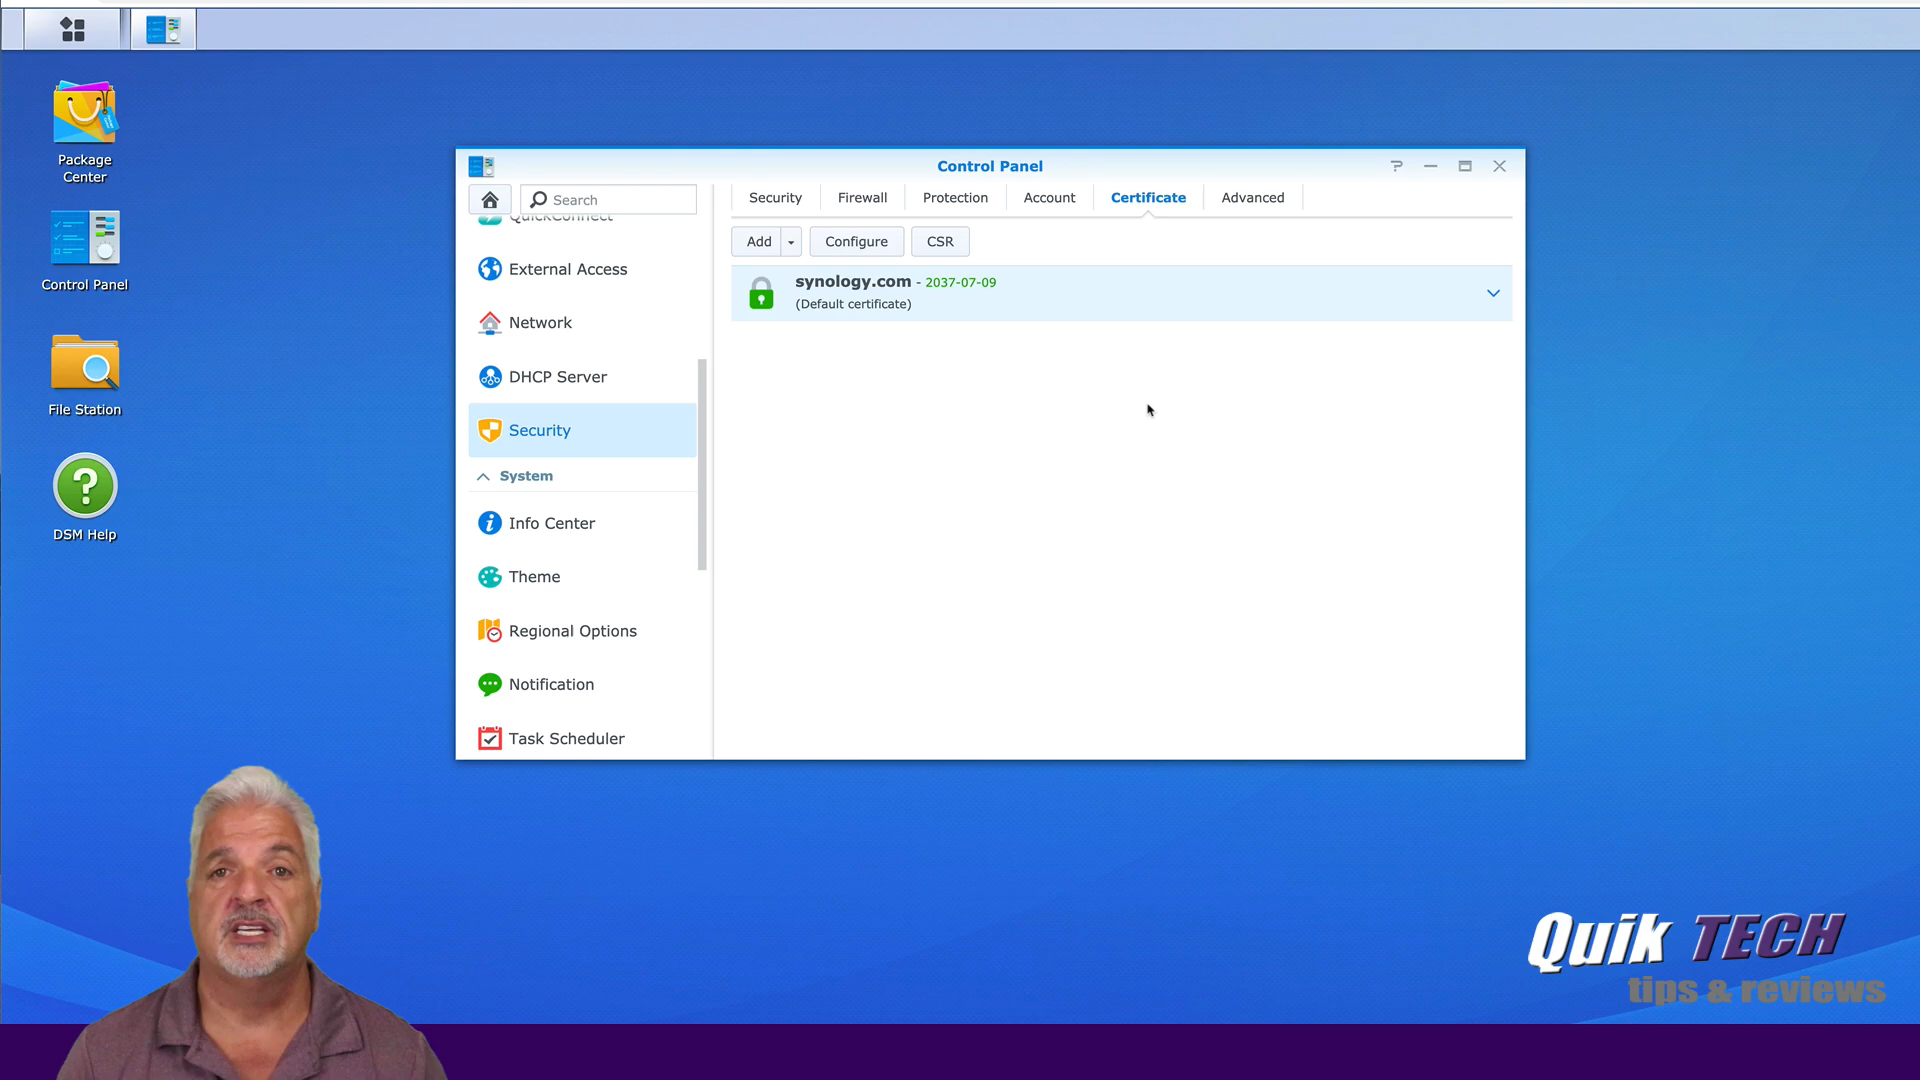 Package
Center
Control Panel
File Station
DSM Help
Control Panel
Search
QuickConnect
External Access
Network
DHCP Server
Security
System
Info Center
Theme
Regional Options
Notification
Task Scheduler
Security
Firewall
Protection
Account
Certificate
Advanced
Add
Configure
CSR
synology.com - 2037-07-09
(Default certificate)
Quik TECH
tips & reviews